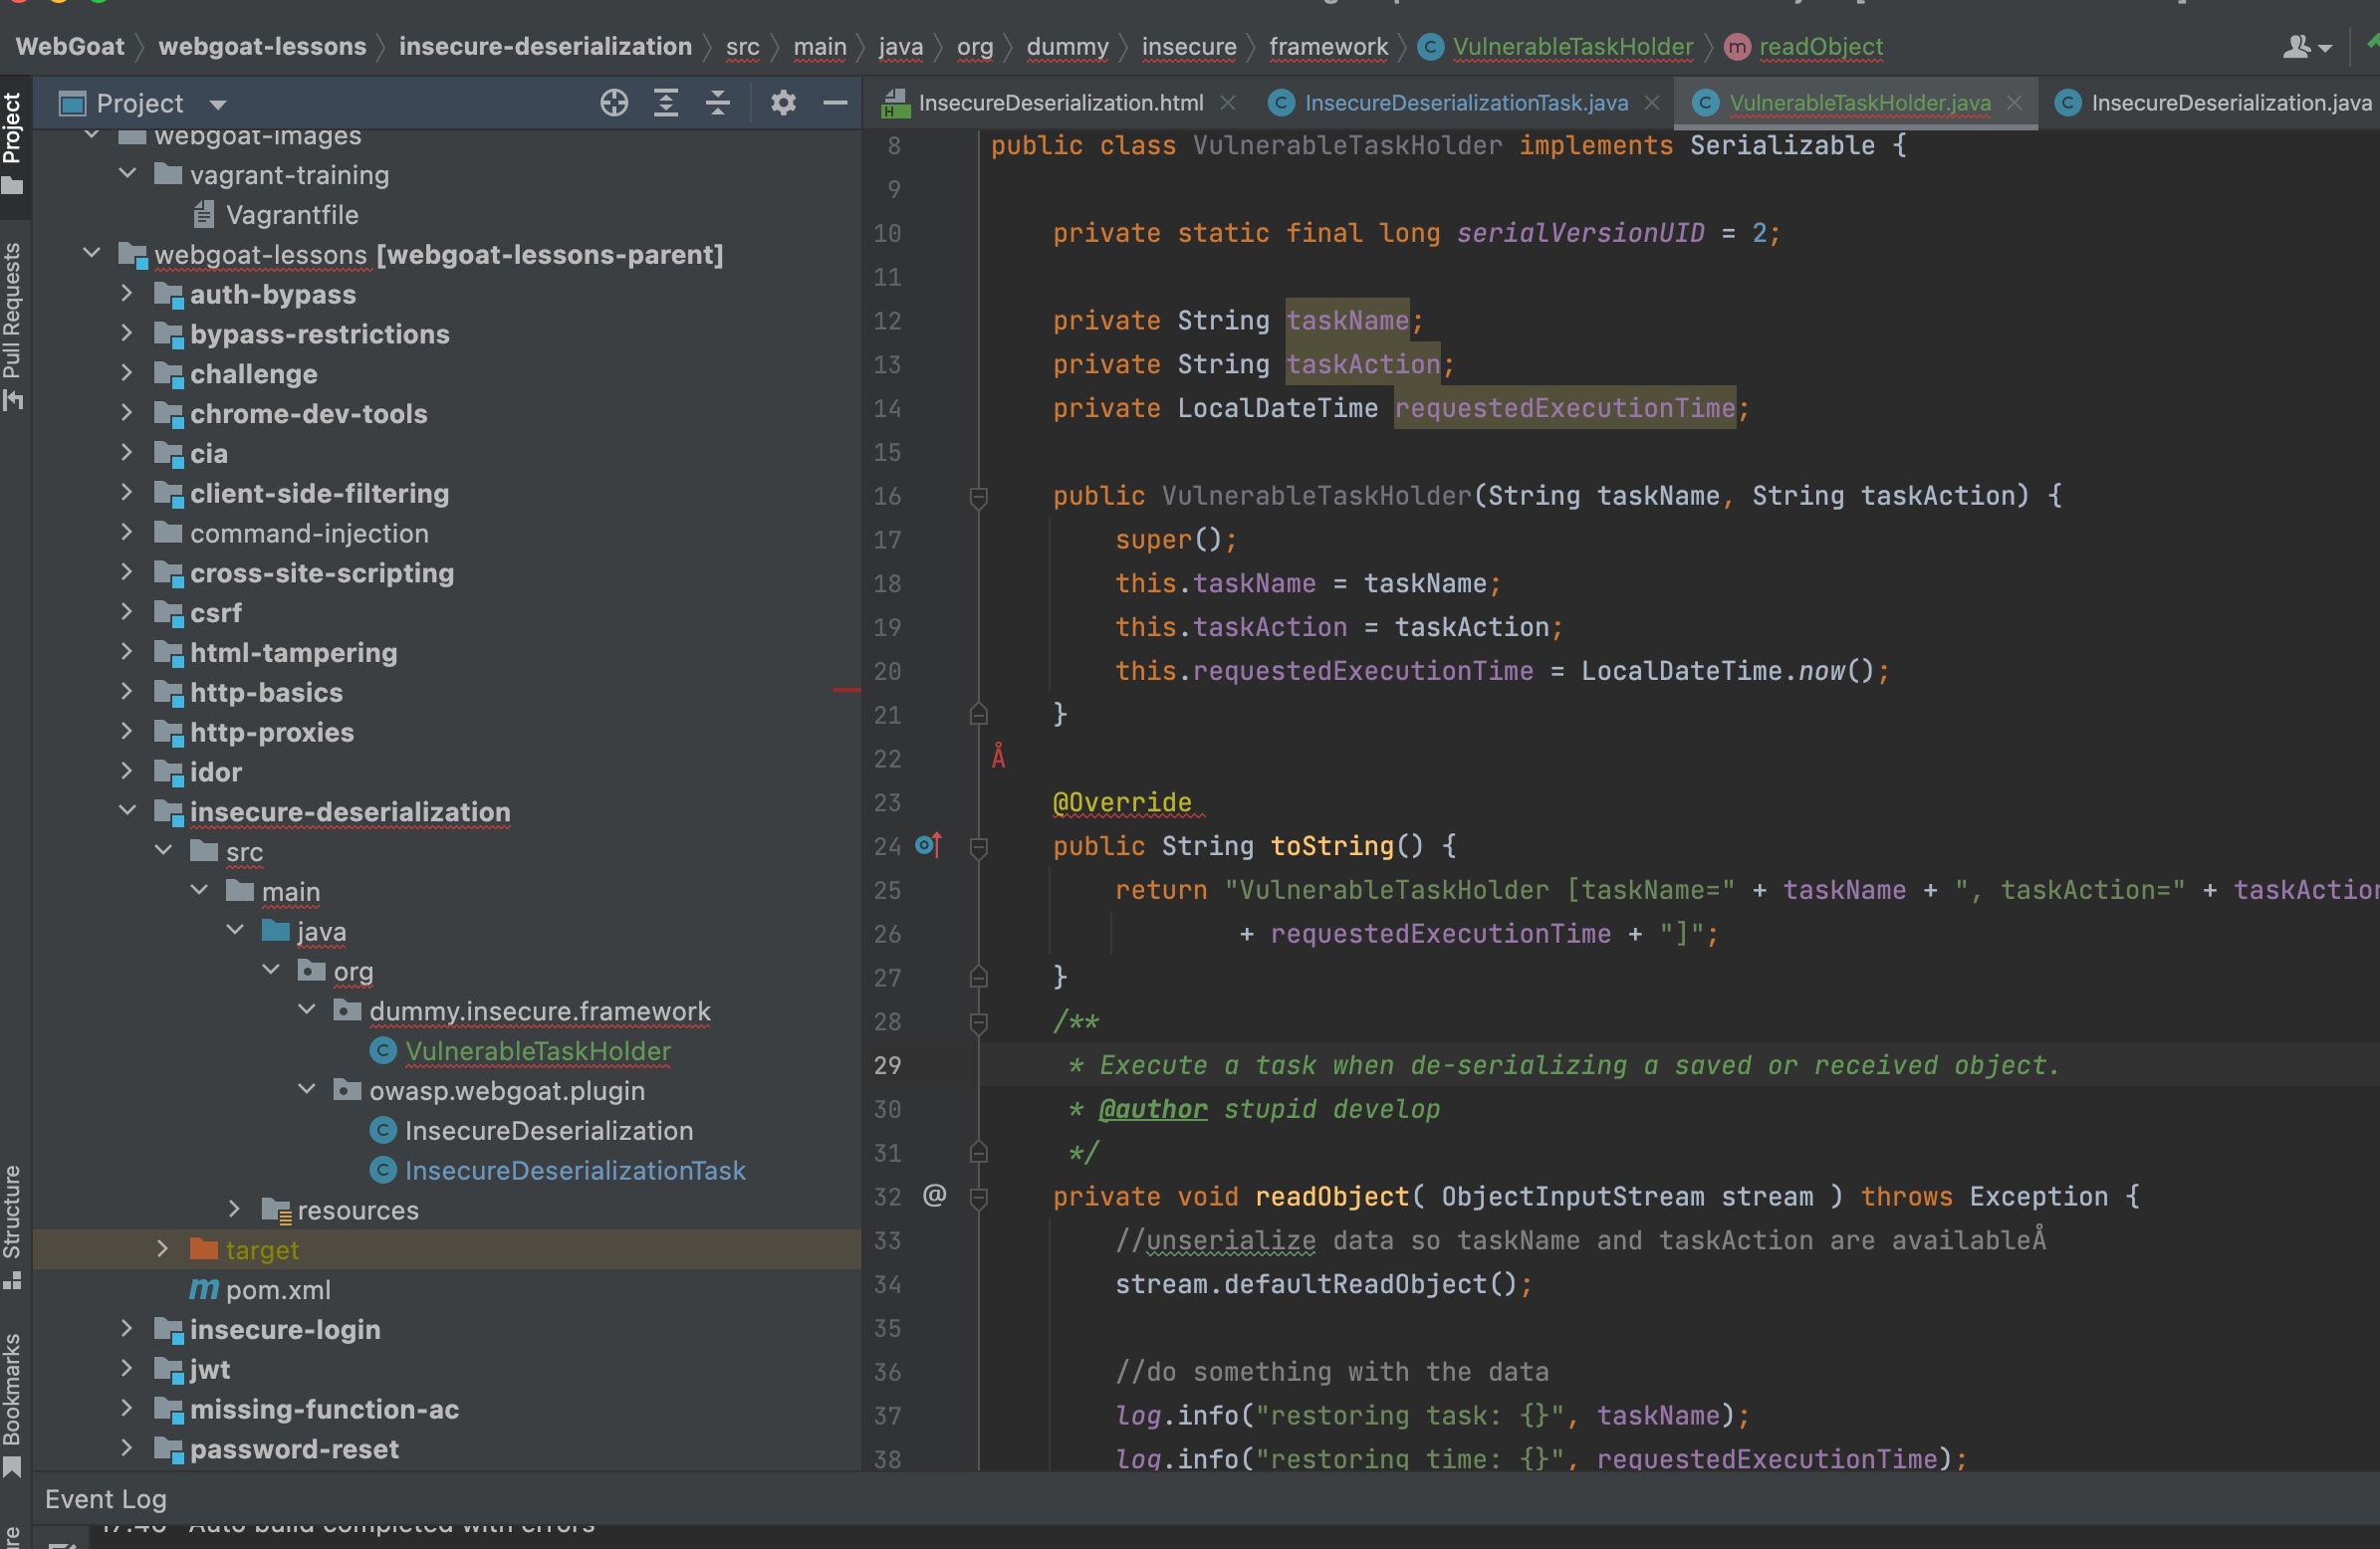 WebGoat webgoat-lessons insecure-deserialization src main java org dummy insecure framework VulnerableTaskHolder readObject
Project
InsecureDeserialization.html InsecureDeserializationTask.java VulnerableTaskHolder.java InsecureDeserialization.java
Project
Pull Requests
Structure
Bookmarks
webgoat-images
vagrant-training
Vagrantfile
webgoat-lessons [webgoat-lessons-parent]
auth-bypass
bypass-restrictions
challenge
chrome-dev-tools
cia
client-side-filtering
command-injection
cross-site-scripting
csrf
html-tampering
http-basics
http-proxies
idor
insecure-deserialization
src
main
java
org
dummy.insecure.framework
VulnerableTaskHolder
owasp.webgoat.plugin
InsecureDeserialization
InsecureDeserializationTask
resources
target
pom.xml
insecure-login
jwt
missing-function-ac
password-reset
8 public class VulnerableTaskHolder implements Serializable {
9
10 private static final long serialVersionUID = 2;
11
12 private String taskName;
13 private String taskAction;
14 private LocalDateTime requestedExecutionTime;
15
16 public VulnerableTaskHolder(String taskName, String taskAction) {
17 super();
18 this.taskName = taskName;
19 this.taskAction = taskAction;
20 this.requestedExecutionTime = LocalDateTime.now();
21 }
22 Å
23 @Override
24 public String toString() {
25 return "VulnerableTaskHolder [taskName=" + taskName + ", taskAction=" + taskAction
26 + requestedExecutionTime + "]";
27 }
28 /**
29 * Execute a task when de-serializing a saved or received object.
30 * @author stupid develop
31 */
32 @ private void readObject( ObjectInputStream stream ) throws Exception {
33 //unserialize data so taskName and taskAction are availableÅ
34 stream.defaultReadObject();
35
36 //do something with the data
37 log.info("restoring task: {}", taskName);
38 log.info("restoring time: {}", requestedExecutionTime);
Event Log
17:46 Auto build completed with errors